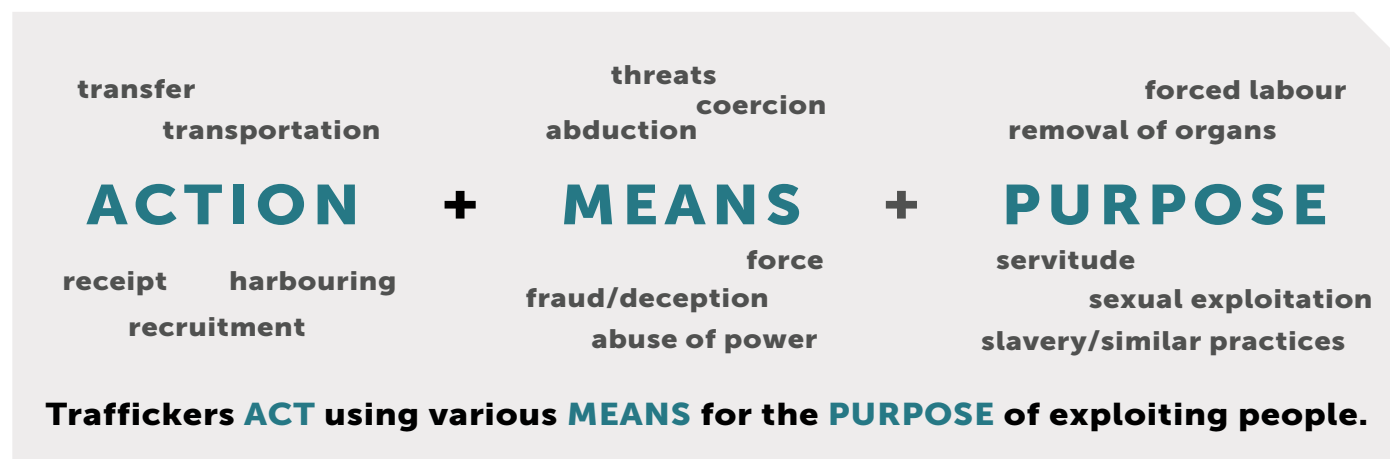 transfer
transportation
ACTION
receipt harbouring
recruitment
+
threats
coercion
abduction
MEANS
force
fraud/deception
abuse of power
+
forced labour
removal of organs
PURPOSE
servitude
sexual exploitation
slavery/similar practices
Traffickers ACT using various MEANS for the PURPOSE of exploiting people.